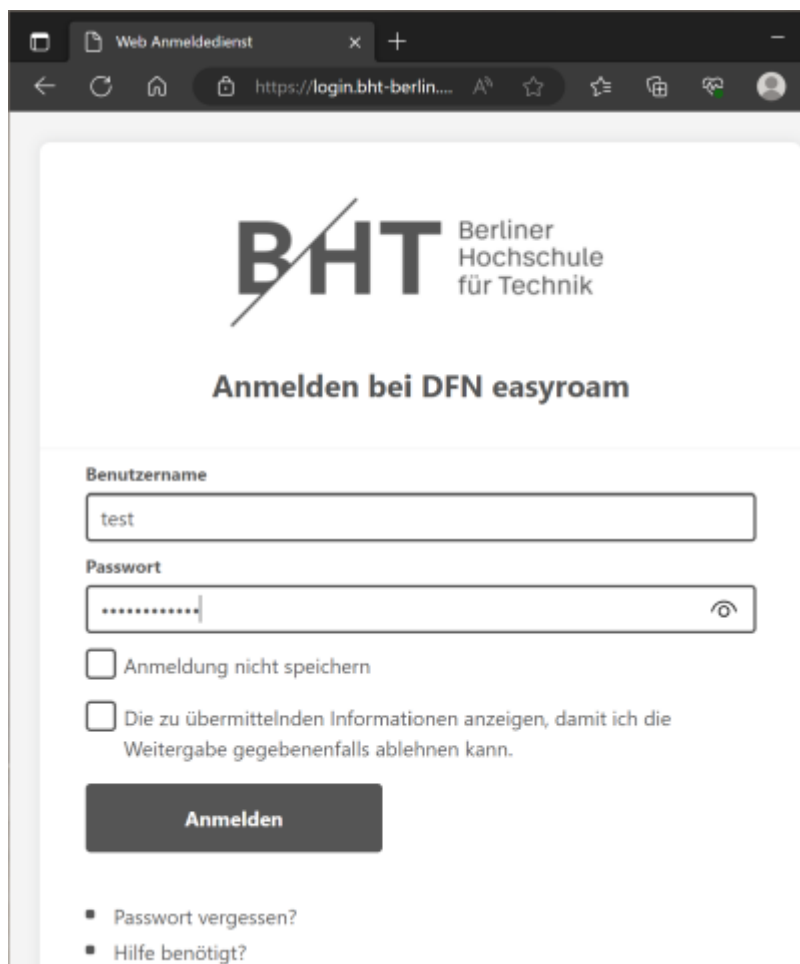 Web Anmeldedienst
https://login.bht-berlin....
BHT
Berliner
Hochschule
für Technik
Anmelden bei DFN easyroam
Benutzername
test
Passwort
••••••••••••
Anmeldung nicht speichern
Die zu übermittelnden Informationen anzeigen, damit ich die
Weitergabe gegebenenfalls ablehnen kann.
Anmelden
Passwort vergessen?
Hilfe benötigt?